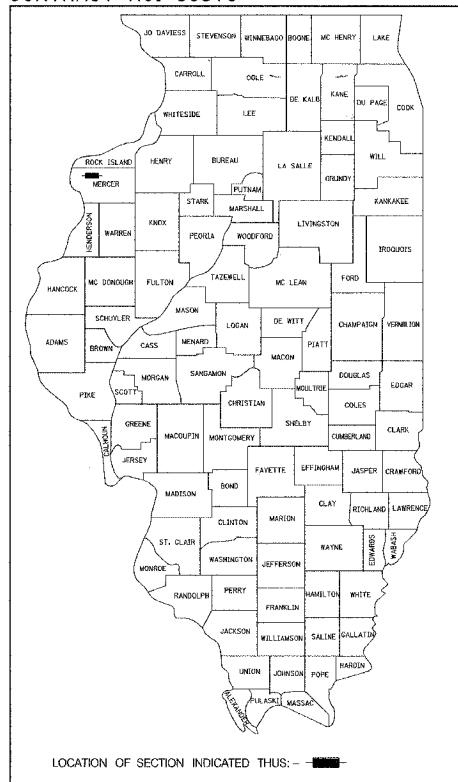 JO DAVIESS STEVENSON WINNEBAGO BOONE MC HENRY LAKE
CARROLL OGLE
DE KALB KANE
DU PAGE COOK
WHITESIDE LEE
KENDALL
WILL
ROCK ISLAND HENRY BUREAU LA SALLE
GRUNDY
MERCER
PUTNAM KANKAKEE
STARK
MARSHALL
HENDERSON WARREN KNOX LIVINGSTON
PEORIA WOODFORD
IROQUOIS
TAZEWELL
HANCOCK MC DONOUGH FULTON MC LEAN FORD
MASON
SCHUYLER LOGAN DE WITT CHAMPAIGN VERMILION
ADAMS CASS MENARD PIATT
BROWN MACON
SANGAMON DOUGLAS
MORGAN EDGAR
PIKE MOULTRIE
SCOTT CHRISTIAN COLES
SHELBY
GREENE CLARK
MACOUPIN MONTGOMERY CUMBERLAND
CALHOUN
JERSEY EFFINGHAM
FAYETTE JASPER CRAWFORD
MADISON BOND
CLAY
RICHLAND LAWRENCE
CLINTON MARION
ST. CLAIR WAYNE EDWARDS WABASH
WASHINGTON JEFFERSON
MONROE
RANDOLPH PERRY HAMILTON WHITE
FRANKLIN
JACKSON
WILLIAMSON SALINE GALLATIN
HARDIN
UNION JOHNSON POPE
ALEXANDER PULASKI MASSAC
LOCATION OF SECTION INDICATED THUS: -